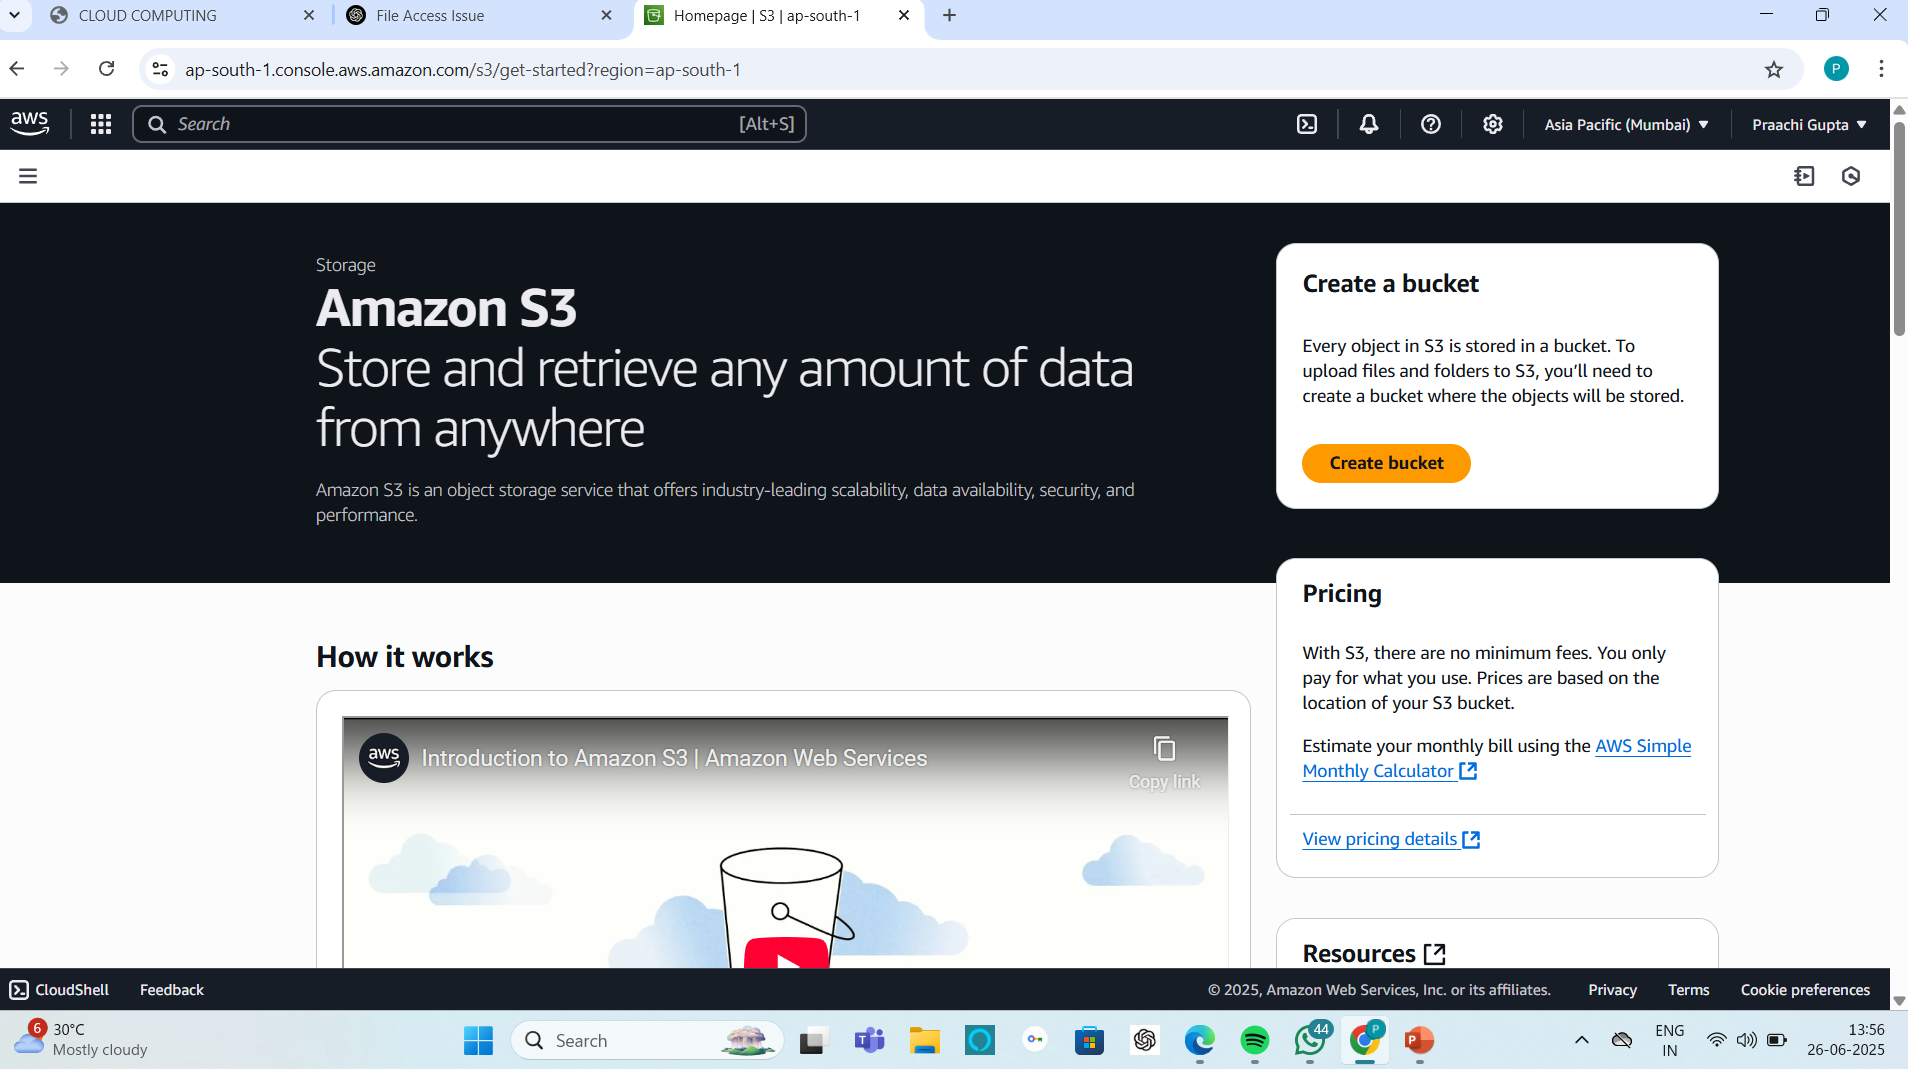 CLOUD COMPUTING
File Access Issue
Homepage | S3 | ap-south-1
ap-south-1.console.aws.amazon.com/s3/get-started?region=ap-south-1
P
aws
Search
[Alt+S]
Asia Pacific (Mumbai)
Praachi Gupta
Storage
Amazon S3
Store and retrieve any amount of data
from anywhere
Amazon S3 is an object storage service that offers industry-leading scalability, data availability, security, and
performance.
Create a bucket
Every object in S3 is stored in a bucket. To
upload files and folders to S3, you’ll need to
create a bucket where the objects will be stored.
Create bucket
Pricing
With S3, there are no minimum fees. You only
pay for what you use. Prices are based on the
location of your S3 bucket.
Estimate your monthly bill using the AWS Simple
Monthly Calculator
View pricing details
Resources
How it works
aws
Introduction to Amazon S3 | Amazon Web Services
Copy link
CloudShell
Feedback
© 2025, Amazon Web Services, Inc. or its affiliates.
Privacy
Terms
Cookie preferences
6
30°C
Mostly cloudy
Search
T
44
P
P
ENG
IN
13:56
26-06-2025